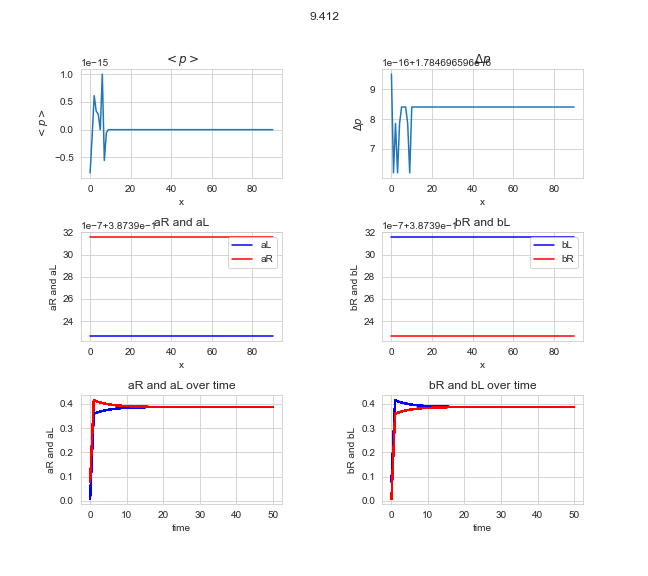 9.412
<p>
Δp
1e−15
1.0
0.5
0.0
−0.5
<p>
0 20 40 60 80
x
9
8
7
Δp
0 20 40 60 80
x
aR and aL
1e−7+3.8739e−1
32
30
28
26
24
aR and aL
aL
aR
0 20 40 60 80
x
bR and bL
1e−7+3.8739e−1
32
30
28
26
24
bR and bL
bL
bR
0 20 40 60 80
x
aR and aL over time
0.4
0.3
0.2
0.1
0.0
aR and aL
0 10 20 30 40 50
time
bR and bL over time
0.4
0.3
0.2
0.1
0.0
bR and bL
0 10 20 30 40 50
time